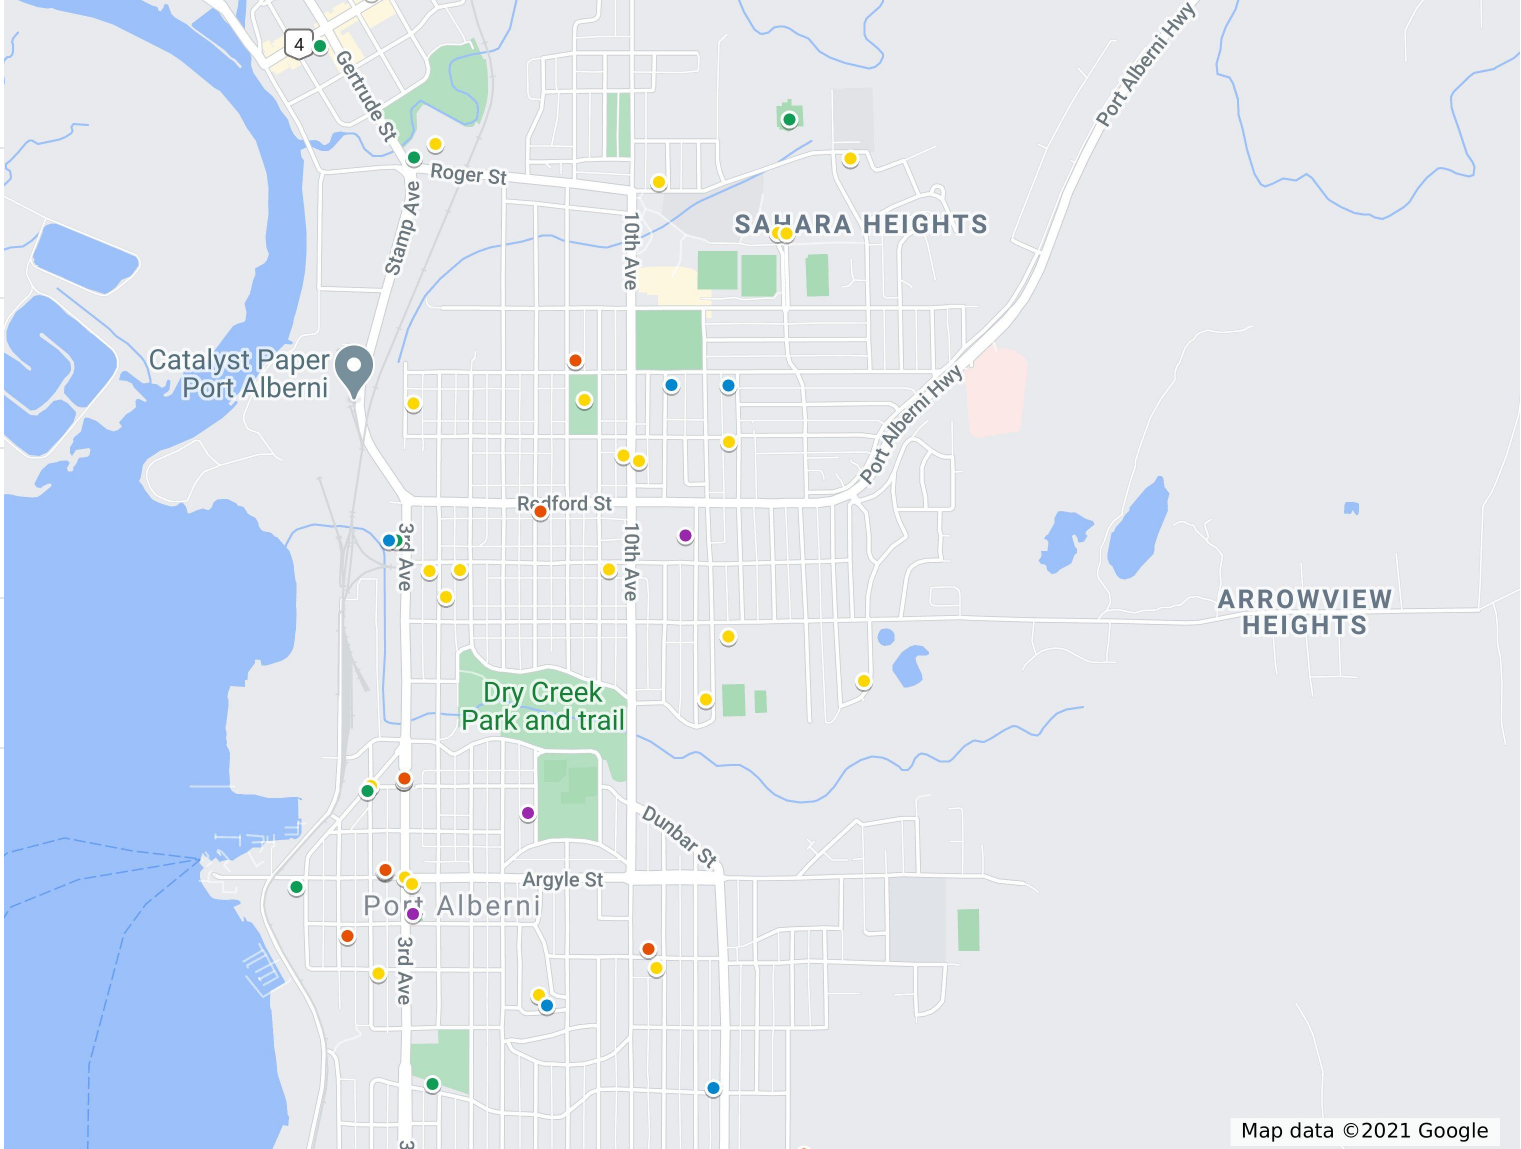 4
Gertrude St
Port Alberni Hwy
Roger St
Stamp Ave
10th Ave
SAHARA HEIGHTS
Catalyst Paper
Port Alberni
Port Alberni Hwy
Redford St
3rd Ave
10th Ave
ARROWVIEW
HEIGHTS
Dry Creek
Park and trail
Dunbar St
Argyle St
Port Alberni
3rd Ave
3
Map data ©2021 Google